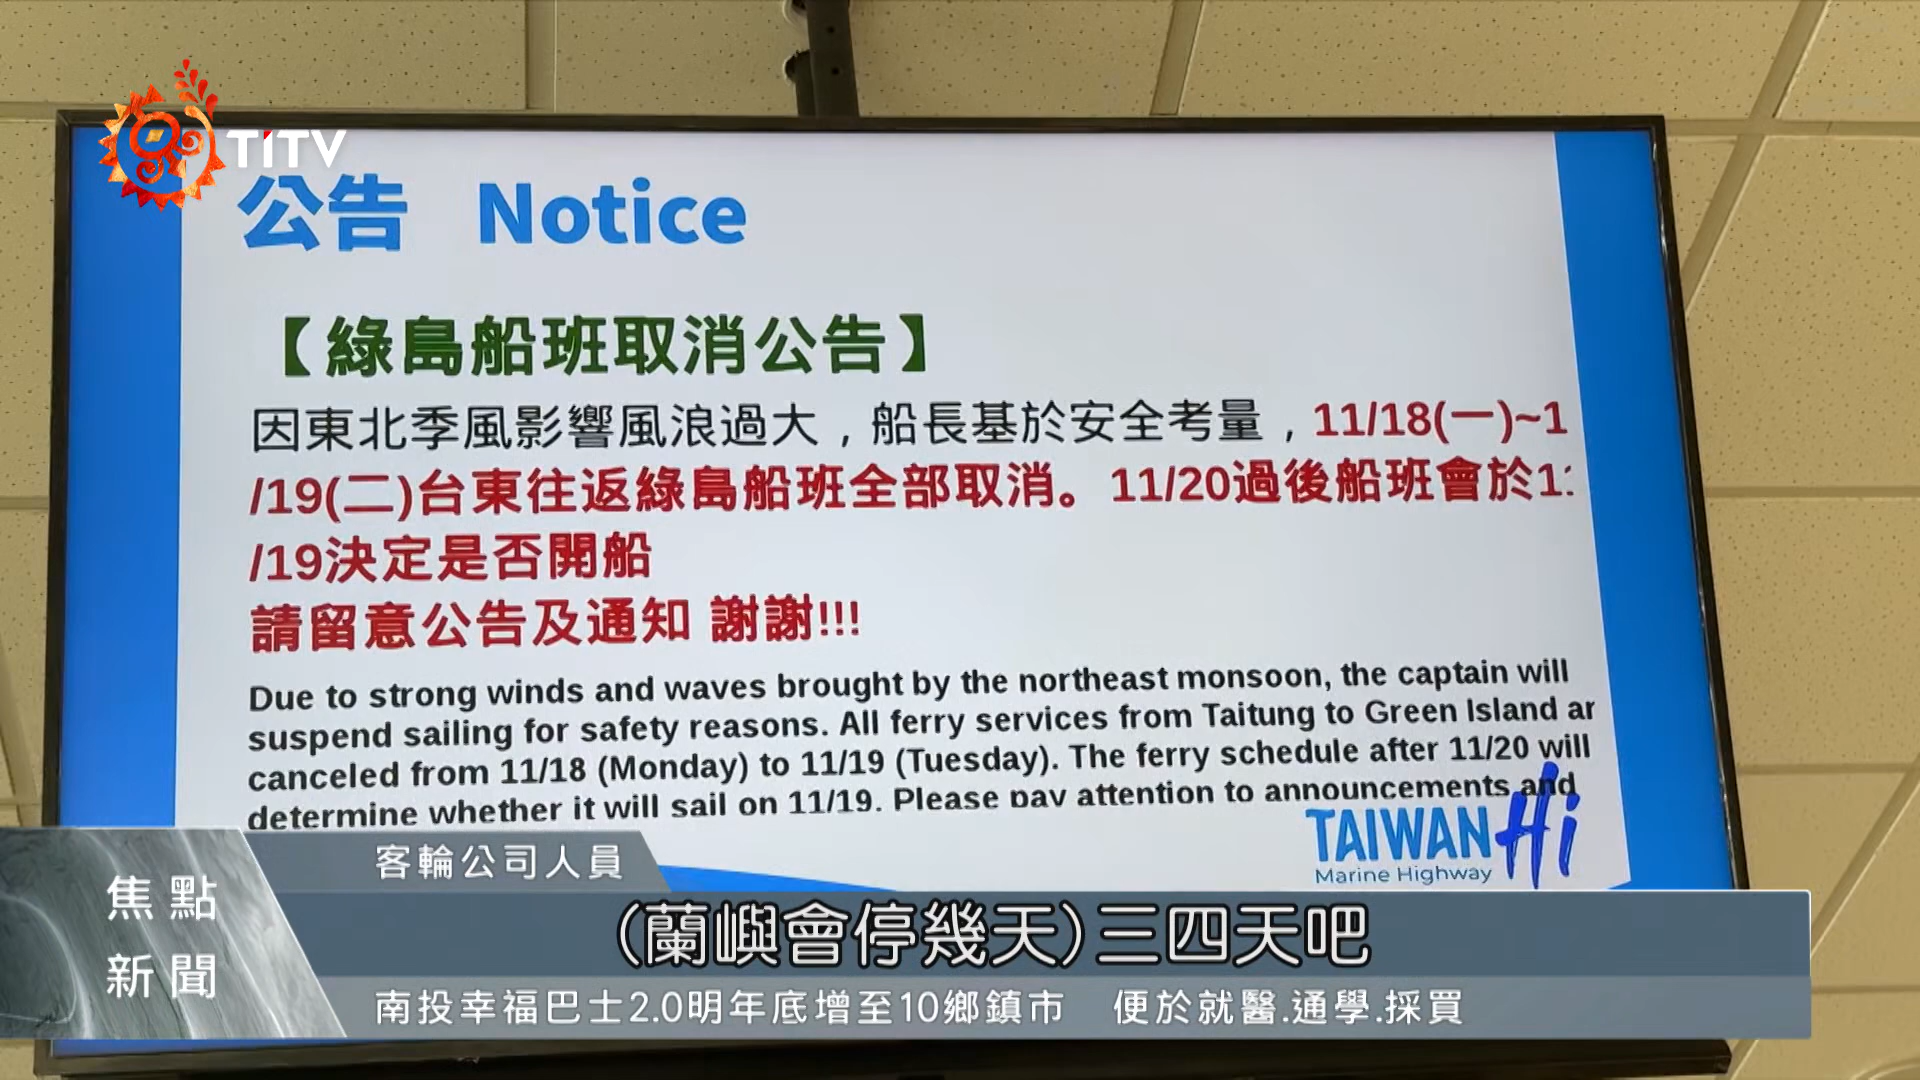 TiTV
公告 Notice
【綠島船班取消公告】
因東北季風影響風浪過大，船長基於安全考量，11/18(一)~1
/19(二)台東往返綠島船班全部取消。11/20過後船班會於1
/19決定是否開船
請留意公告及通知 謝謝!!!
Due to strong winds and waves brought by the northeast monsoon, the captain will
suspend sailing for safety reasons. All ferry services from Taitung to Green Island ar
canceled from 11/18 (Monday) to 11/19 (Tuesday). The ferry schedule after 11/20 will
determine whether it will sail on 11/19. Please pay attention to announcements and
TAIWAN Hi
Marine Highway
客輪公司人員
焦點
新聞
(蘭嶼會停幾天)三四天吧
南投幸福巴士2.0明年底增至10鄉鎮市 便於就醫.通學.採買